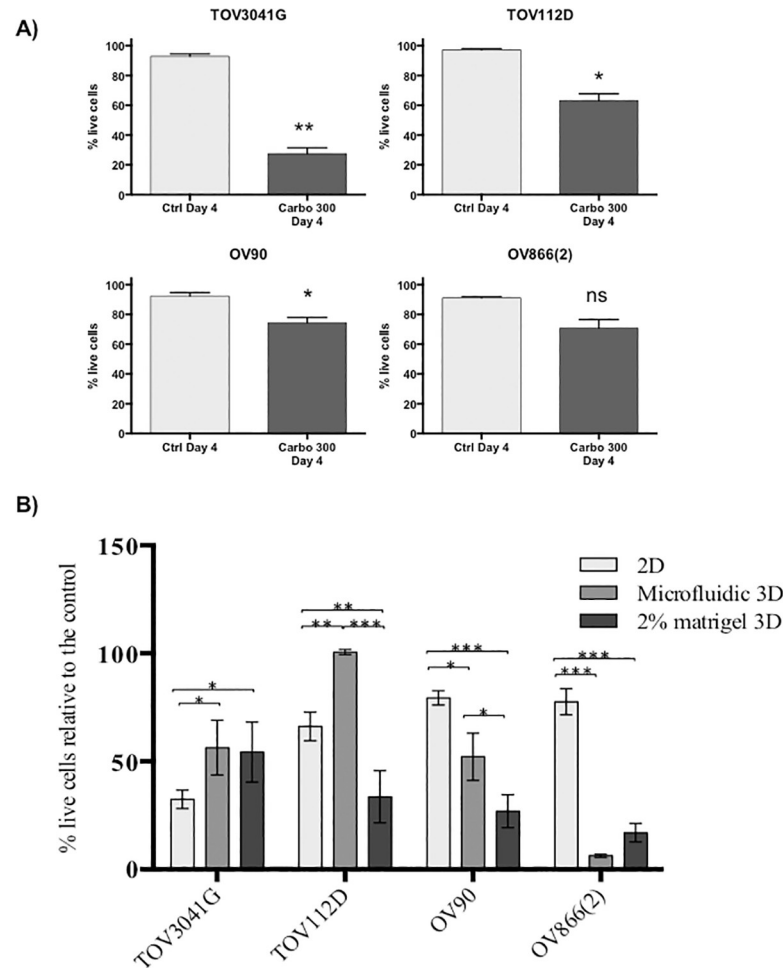 A)
TOV3041G
% live cells
100
80
60
40
20
0
**
Ctrl Day 4
Carbo 300
Day 4
TOV112D
% live cells
100
80
60
40
20
0
*
Ctrl Day 4
Carbo 300
Day 4
OV90
% live cells
100
80
60
40
20
0
*
Ctrl Day 4
Carbo 300
Day 4
OV866(2)
% live cells
100
80
60
40
20
0
ns
Ctrl Day 4
Carbo 300
Day 4
B)
% live cells relative to the control
150
100
50
0
2D
Microfluidic 3D
2% matrigel 3D
*
*
**
** ***
***
*
*
***
***
TOV3041G
TOV112D
OV90
OV866(2)